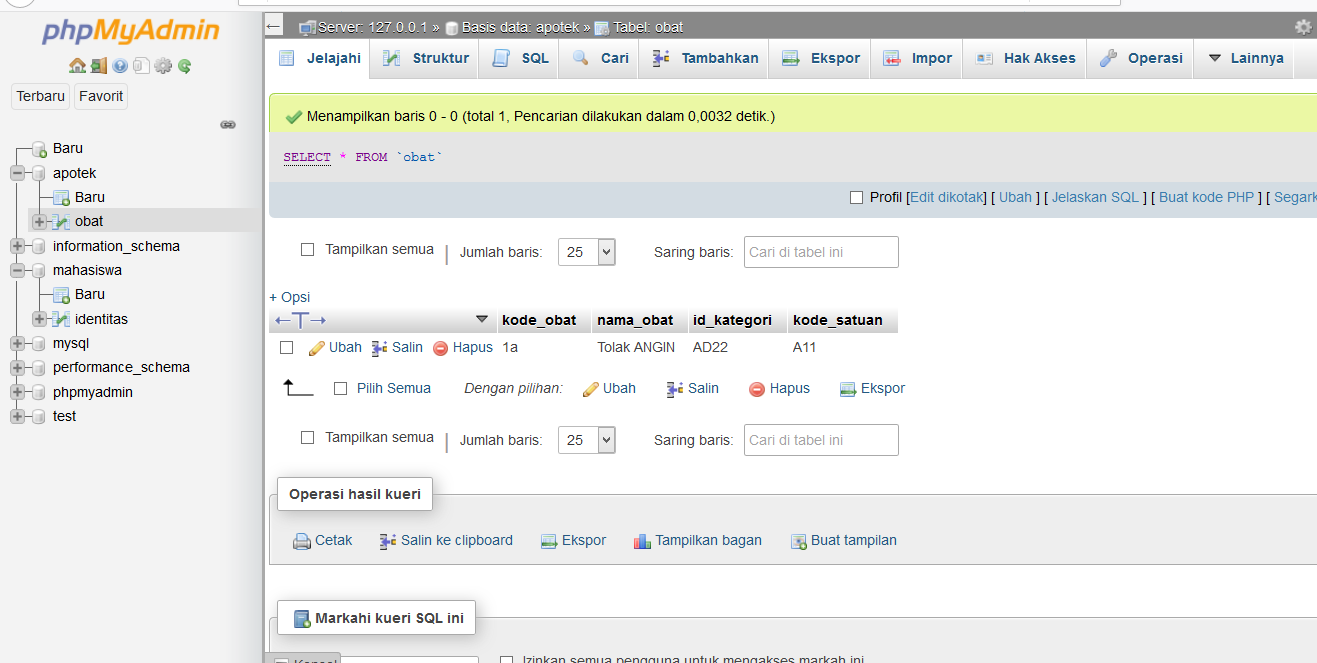 phpMyAdmin
Terbaru Favorit
Baru
apotek
Baru
obat
information_schema
mahasiswa
Baru
identitas
mysql
performance_schema
phpmyadmin
test
Server: 127.0.0.1 » Basis data: apotek » Tabel: obat
Jelajahi Struktur SQL Cari Tambahkan Ekspor Impor Hak Akses Operasi Lainnya
Menampilkan baris 0 - 0 (total 1, Pencarian dilakukan dalam 0,0032 detik.)
SELECT * FROM `obat`
Profil [Edit dikotak] [ Ubah ] [ Jelaskan SQL ] [ Buat kode PHP ] [ Segark
Tampilkan semua | Jumlah baris: 25 Saring baris: Cari di tabel ini
+ Opsi
←T→ kode_obat nama_obat id_kategori kode_satuan
Ubah Salin Hapus 1a Tolak ANGIN AD22 A11
Pilih Semua Dengan pilihan: Ubah Salin Hapus Ekspor
Tampilkan semua | Jumlah baris: 25 Saring baris: Cari di tabel ini
Operasi hasil kueri
Cetak Salin ke clipboard Ekspor Tampilkan bagan Buat tampilan
Markahi kueri SQL ini
Konsol Izinkan semua pengguna untuk mengakses markah ini